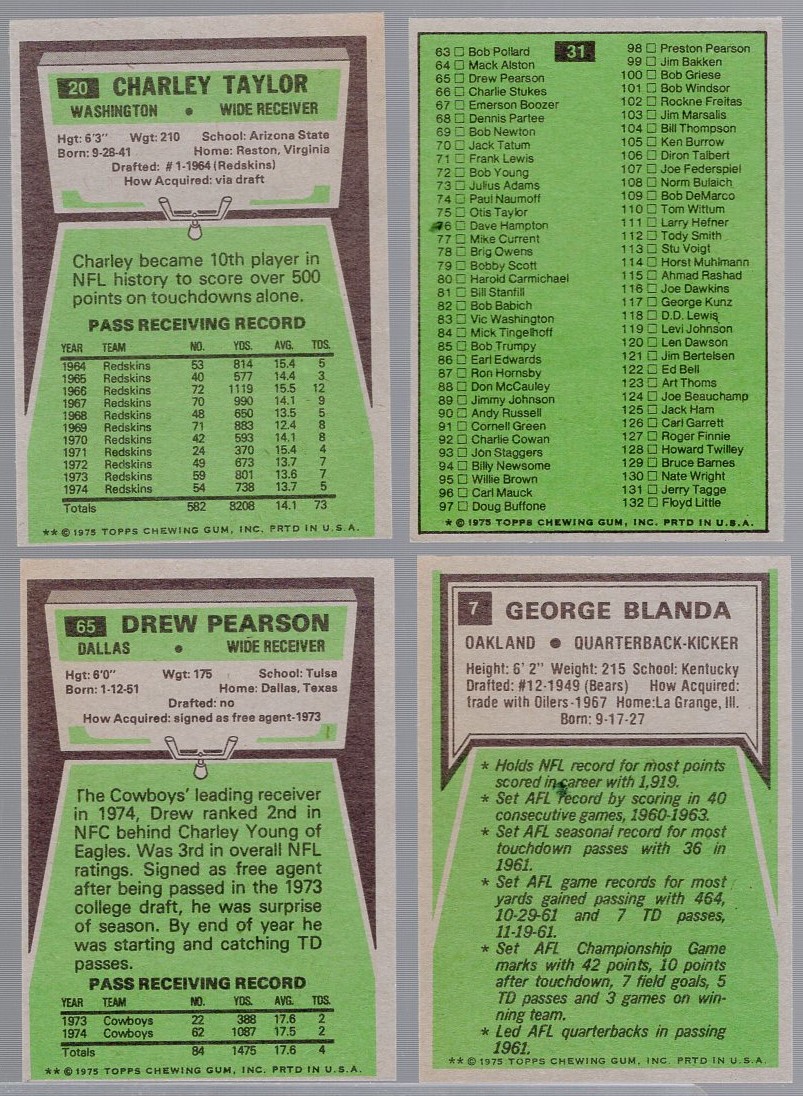 20 CHARLEY TAYLOR
WASHINGTON • WIDE RECEIVER
Hgt: 6'3" Wgt: 210 School: Arizona State
Born: 9-28-41 Home: Reston, Virginia
Drafted: #1-1964 (Redskins)
How Acquired: via draft
Charley became 10th player in
NFL history to score over 500
points on touchdowns alone.
PASS RECEIVING RECORD
YEAR TEAM NO. YDS. AVG. TDS.
1964 Redskins 53 814 15.4 5
1965 Redskins 40 577 14.4 3
1966 Redskins 72 1119 15.5 12
1967 Redskins 70 990 14.1 9
1968 Redskins 48 650 13.5 5
1969 Redskins 71 883 12.4 8
1970 Redskins 42 593 14.1 8
1971 Redskins 24 370 15.4 4
1972 Redskins 49 673 13.7 7
1973 Redskins 59 801 13.6 7
1974 Redskins 54 738 13.7 5
Totals 582 8208 14.1 73
** © 1975 TOPPS CHEWING GUM, INC. PRTD IN U.S.A.
31
63 □ Bob Pollard
64 □ Mack Alston
65 □ Drew Pearson
66 □ Charlie Stukes
67 □ Emerson Boozer
68 □ Dennis Partee
69 □ Bob Newton
70 □ Jack Tatum
71 □ Frank Lewis
72 □ Bob Young
73 □ Julius Adams
74 □ Paul Naumoff
75 □ Otis Taylor
76 □ Dave Hampton
77 □ Mike Current
78 □ Brig Owens
79 □ Bobby Scott
80 □ Harold Carmichael
81 □ Bill Stanfill
82 □ Bob Babich
83 □ Vic Washington
84 □ Mick Tingelhoff
85 □ Bob Trumpy
86 □ Earl Edwards
87 □ Ron Hornsby
88 □ Don McCauley
89 □ Jimmy Johnson
90 □ Andy Russell
91 □ Cornell Green
92 □ Charlie Cowan
93 □ Jon Staggers
94 □ Billy Newsome
95 □ Willie Brown
96 □ Carl Mauck
97 □ Doug Buffone
98 □ Preston Pearson
99 □ Jim Bakken
100 □ Bob Griese
101 □ Bob Windsor
102 □ Rockne Freitas
103 □ Jim Marsalis
104 □ Bill Thompson
105 □ Ken Burrow
106 □ Diron Talbert
107 □ Joe Federspiel
108 □ Norm Bulaich
109 □ Bob DeMarco
110 □ Tom Wittum
111 □ Larry Hefner
112 □ Tody Smith
113 □ Stu Voigt
114 □ Horst Muhlmann
115 □ Ahmad Rashad
116 □ Joe Dawkins
117 □ George Kunz
118 □ D.D. Lewis
119 □ Levi Johnson
120 □ Len Dawson
121 □ Jim Bertelsen
122 □ Ed Bell
123 □ Art Thoms
124 □ Joe Beauchamp
125 □ Jack Ham
126 □ Carl Garrett
127 □ Roger Finnie
128 □ Howard Twilley
129 □ Bruce Barnes
130 □ Nate Wright
131 □ Jerry Tagge
132 □ Floyd Little
* © 1975 TOPPS CHEWING GUM, INC. PRTD IN U.S.A.
65 DREW PEARSON
DALLAS • WIDE RECEIVER
Hgt: 6'0" Wgt: 175 School: Tulsa
Born: 1-12-51 Home: Dallas, Texas
Drafted: no
How Acquired: signed as free agent-1973
The Cowboys' leading receiver
in 1974, Drew ranked 2nd in
NFC behind Charley Young of
Eagles. Was 3rd in overall NFL
ratings. Signed as free agent
after being passed in the 1973
college draft, he was surprise
of season. By end of year he
was starting and catching TD
passes.
PASS RECEIVING RECORD
YEAR TEAM NO. YDS. AVG. TDS.
1973 Cowboys 22 388 17.6 2
1974 Cowboys 62 1087 17.5 2
Totals 84 1475 17.6 4
** © 1975 TOPPS CHEWING GUM, INC. PRTD IN U.S.A.
7 GEORGE BLANDA
OAKLAND • QUARTERBACK-KICKER
Height: 6' 2" Weight: 215 School: Kentucky
Drafted: #12-1949 (Bears) How Acquired:
trade with Oilers-1967 Home: La Grange, Ill.
Born: 9-17-27
* Holds NFL record for most points
scored in career with 1,919.
* Set AFL record by scoring in 40
consecutive games, 1960-1963.
* Set AFL seasonal record for most
touchdown passes with 36 in
1961.
* Set AFL game records for most
yards gained passing with 464,
10-29-61 and 7 TD passes,
11-19-61.
* Set AFL Championship Game
marks with 42 points, 10 points
after touchdown, 7 field goals, 5
TD passes and 3 games on win-
ning team.
* Led AFL quarterbacks in passing
1961.
** © 1975 TOPPS CHEWING GUM, INC. PRTD IN U.S.A.